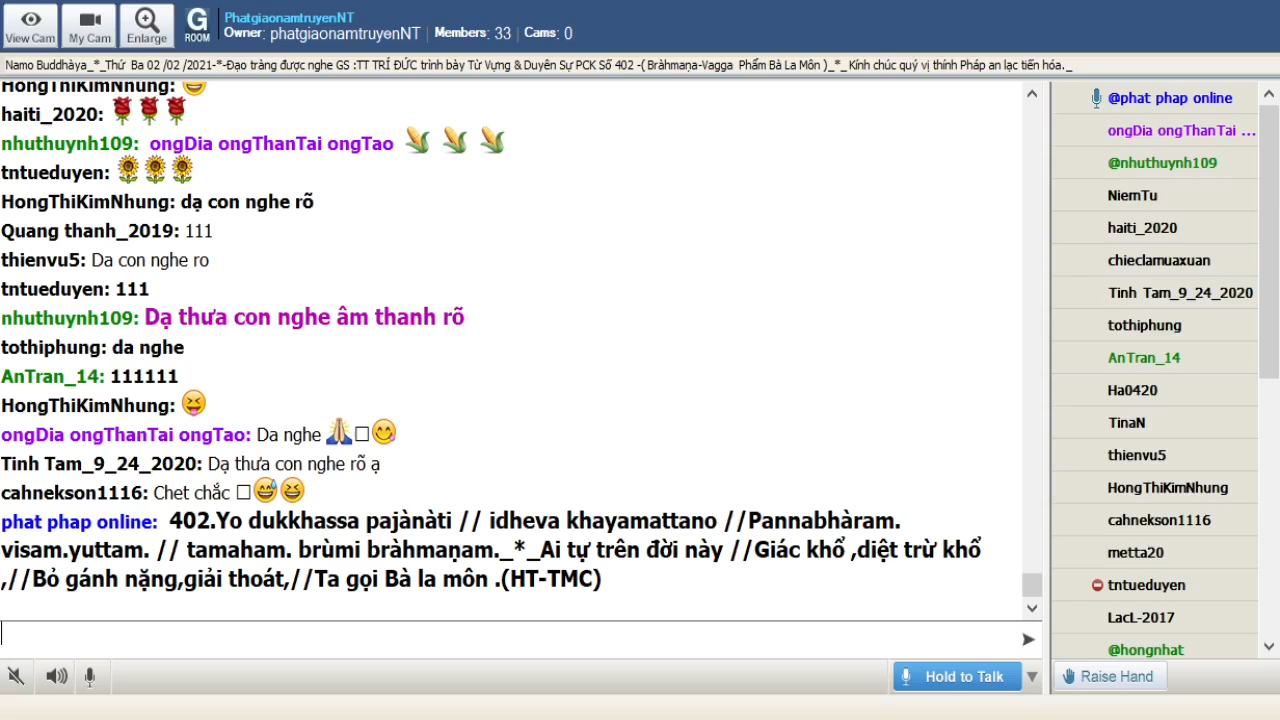 View Cam
My Cam
Enlarge
G
ROOM
PhatgiaonamtruyenNT
Owner: phatgiaonamtruyenNT | Members: 33 | Cams: 0
Namo Buddhàya_*_Thứ Ba 02 /02 /2021-*-Đạo tràng được nghe GS :TT TRÍ ĐỨC trình bày Từ Vựng & Duyên Sự PCK Số 402 -( Bràhmaṇa-Vagga Phẩm Bà La Môn )_*_ Kính chúc quý vị thính Pháp an lạc tiến hóa._
HongThiKimNhung:
haiti_2020:
nhuthuynh109: ongDia ongThanTai ongTao
tntueduyen:
HongThiKimNhung: dạ con nghe rõ
Quang thanh_2019: 111
thienvu5: Da con nghe ro
tntueduyen: 111
nhuthuynh109: Dạ thưa con nghe âm thanh rõ
tothiphung: da nghe
AnTran_14: 111111
HongThiKimNhung:
ongDia ongThanTai ongTao: Da nghe
Tinh Tam_9_24_2020: Dạ thưa con nghe rõ ạ
cahnekson1116: Chet chắc
phat phap online: 402.Yo dukkhassa pajànàti // idheva khayamattano //Pannabhàram.
visam.yuttam. // tamaham. brùmi bràhmaṇam._*_Ai tự trên đời này //Giác khổ ,diệt trừ khổ
,//Bỏ gánh nặng,giải thoát,//Ta gọi Bà la môn .(HT-TMC)
Hold to Talk
@phat phap online
ongDia ongThanTai ...
@nhuthuynh109
NiemTu
haiti_2020
chieclamuaxuan
Tinh Tam_9_24_2020
tothiphung
AnTran_14
Ha0420
TinaN
thienvu5
HongThiKimNhung
cahnekson1116
metta20
tntueduyen
LacL-2017
@hongnhat
Raise Hand